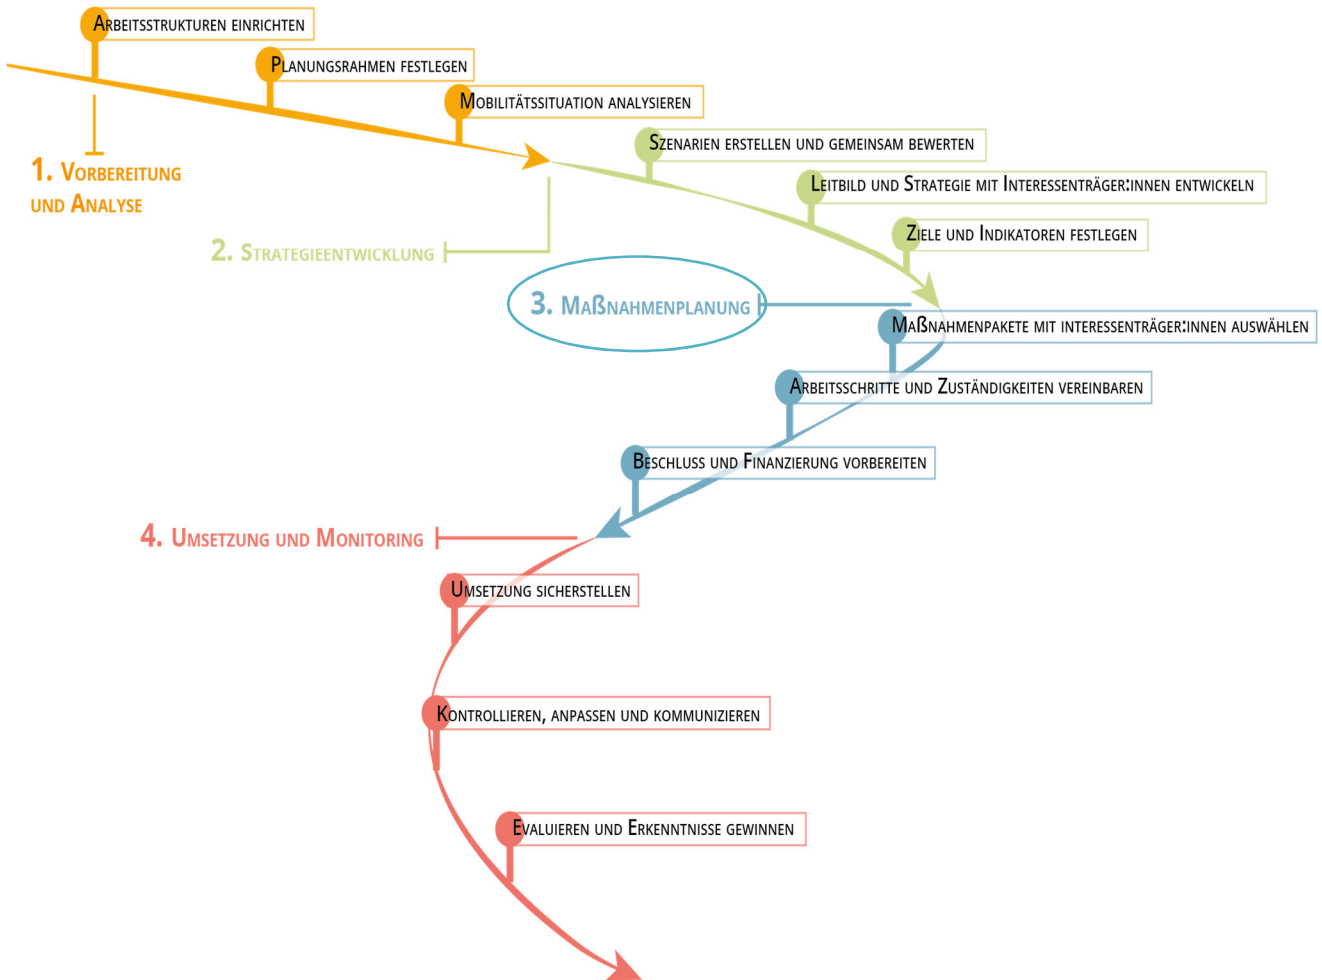 Arbeitsstrukturen einrichten
Planungsrahmen festlegen
Mobilitätssituation analysieren
1. Vorbereitung
und Analyse
Szenarien erstellen und gemeinsam bewerten
Leitbild und Strategie mit Interessenträger:innen entwickeln
Ziele und Indikatoren festlegen
2. Strategieentwicklung
3. Maßnahmenplanung
Maßnahmenpakete mit interessenträger:innen auswählen
Arbeitsschritte und Zuständigkeiten vereinbaren
Beschluss und Finanzierung vorbereiten
4. Umsetzung und Monitoring
Umsetzung sicherstellen
Kontrollieren, anpassen und kommunizieren
Evaluieren und Erkenntnisse gewinnen